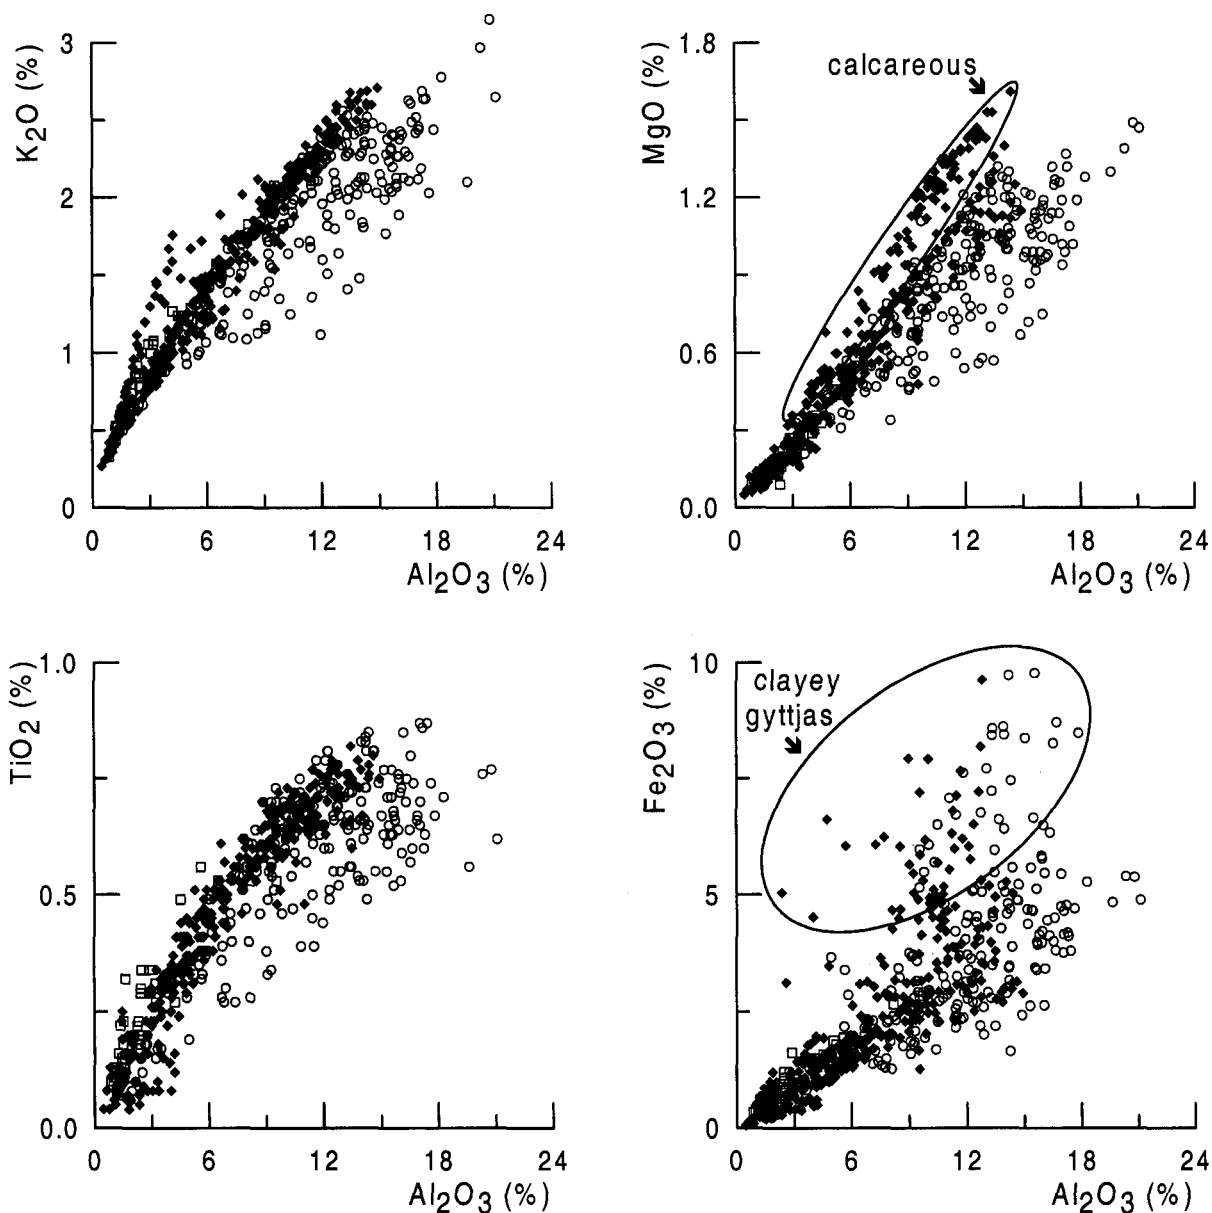 K₂O (%)
3
2
1
0
0 6 12 18 24
Al₂O₃ (%)
MgO (%)
1.8
1.2
0.6
0.0
calcareous
0 6 12 18 24
Al₂O₃ (%)
TiO₂ (%)
1.0
0.5
0.0
0 6 12 18 24
Al₂O₃ (%)
Fe₂O₃ (%)
10
5
0
clayey
gyttjas
0 6 12 18 24
Al₂O₃ (%)